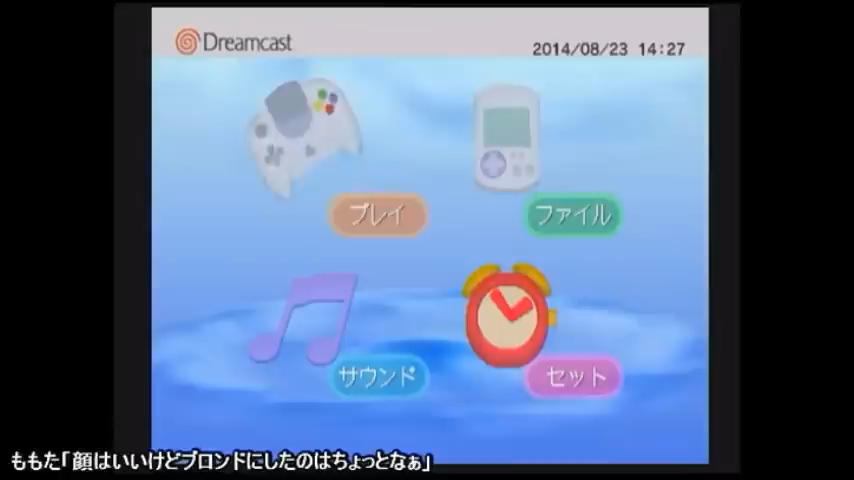 Dreamcast
2014/08/23 14:27
プレイ
ファイル
サウンド
セット
ももた「顔はいいけどブロンドにしたのはちょっとなぁ」